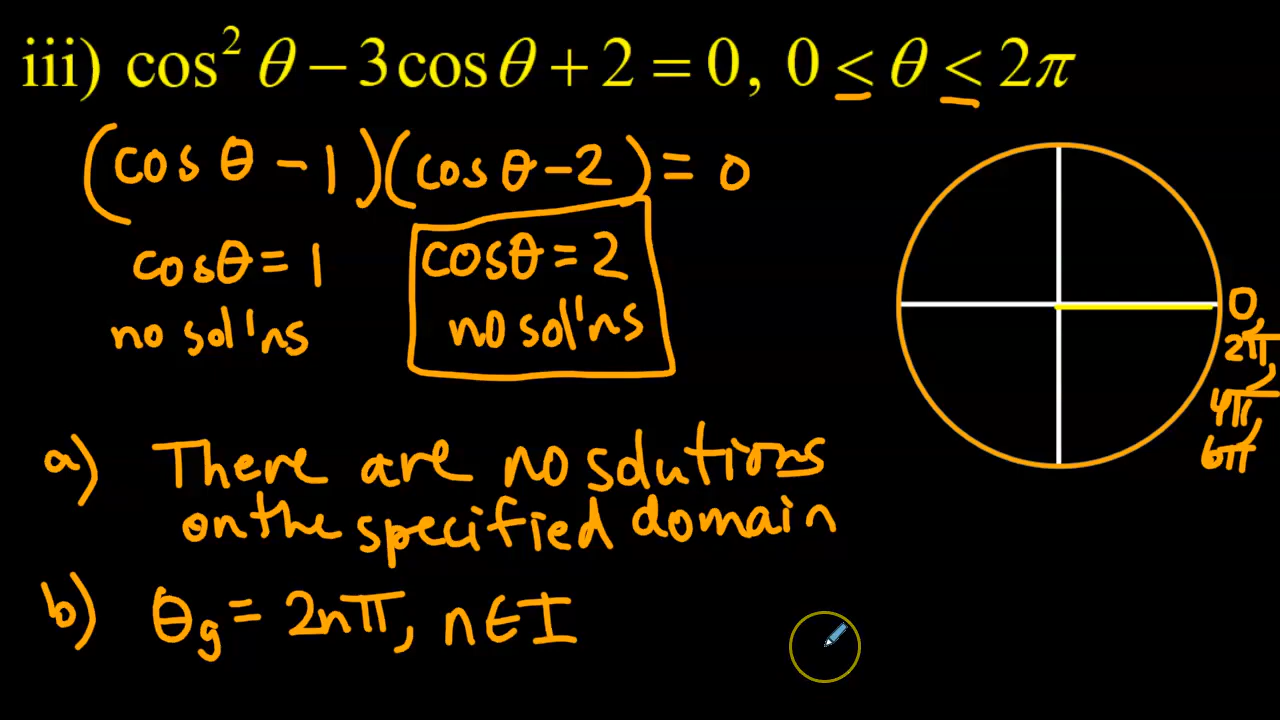 iii) cos² θ − 3cos θ + 2 = 0, 0 ≤ θ ≤ 2π
(cos θ − 1)(cos θ − 2) = 0
cosθ = 1 cosθ = 2
no sol'ns no sol'ns
0,
2π,
4π,
6π
a) There are no solutions
on the specified domain
b) θg = 2nπ, n∈I